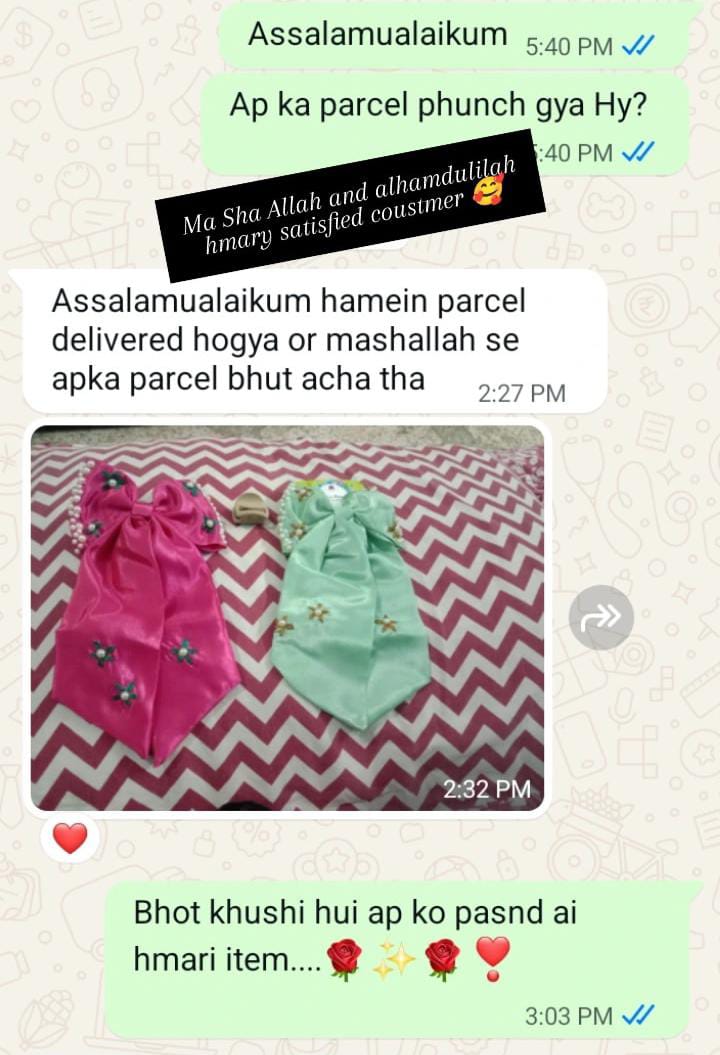 Assalamualaikum 5:40 PM
Ap ka parcel phunch gya Hy?
5:40 PM
Ma Sha Allah and alhamdulilah
hmary satisfied coustmer 🥰
Assalamualaikum hamein parcel
delivered hogya or mashallah se
apka parcel bhut acha tha 2:27 PM
2:32 PM
Bhot khushi hui ap ko pasnd ai
hmari item....🌹✨🌹❣️
3:03 PM